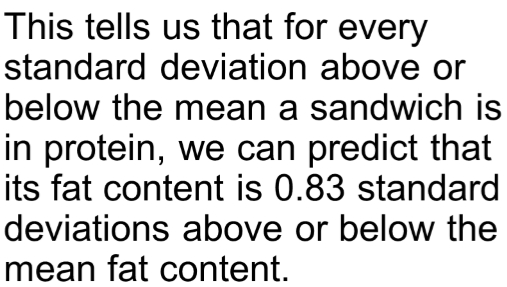 This tells us that for every
standard deviation above or
below the mean a sandwich is
in protein, we can predict that
its fat content is 0.83 standard
deviations above or below the
mean fat content.